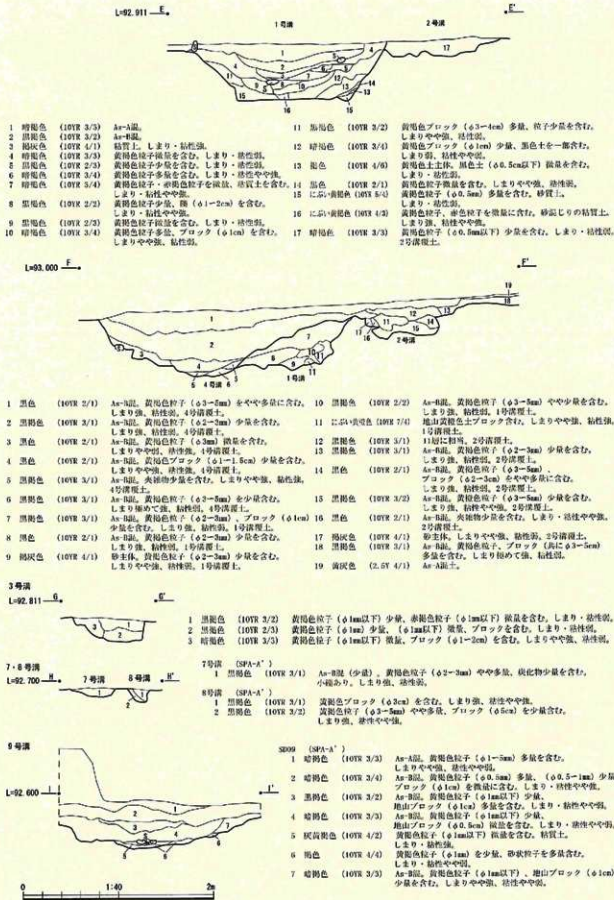 L=92.911 E
1号溝
2号溝
E'
1 暗褐色 (10YR 3/3) As-A混。
2 黒褐色 (10YR 3/2) As-B混。
3 褐灰色 (10YR 4/1) 粘質土。しまり・粘性強。
4 暗褐色 (10YR 3/3) 黄褐色粒子微量を含む。しまり・粘性弱。
5 黒褐色 (10YR 2/3) 黄褐色粒子少量を含む。しまり・粘性弱。
6 暗褐色 (10YR 3/4) 黄褐色粒子多量を含む。しまり・粘性やや強。
7 暗褐色 (10YR 3/4) 黄褐色粒子・赤褐色粒子を微量、粘質土を含む。
しまり・粘性やや強。
8 黒褐色 (10YR 2/2) 黄褐色粒子少量、礫(φ1~2cm)を含む。
しまり・粘性やや強。
9 黒褐色 (10YR 2/3) 黄褐色粒子微量を含む。しまり・粘性弱。
10 暗褐色 (10YR 3/4) 黄褐色粒子多量、ブロック(φ1cm)を含む。
しまりやや強、粘性弱。
11 黒褐色 (10YR 3/2) 黄褐色ブロック(φ3~4cm)多量、粒子少量を含む。
しまりやや強、粘性弱。
12 暗褐色 (10YR 3/4) 黄褐色ブロック(φ1cm)少量、黒色土を一部含む。
しまり弱、粘性やや弱。
13 褐色 (10YR 4/6) 黄褐色土主体、黒色土(φ0.5cm以下)微量を含む。
しまり・粘性弱。
14 黒色 (10YR 2/1) 黄褐色粒子微量を含む。しまりやや強、粘性弱。
15 にぶい黄褐色 (10YR 5/4) 黄褐色粒子(φ0.5mm)多量を含む。砂質土。
しまり・粘性弱。
16 にぶい黄褐色 (10YR 4/3) 黄褐色粒子、赤色粒子を微量に含む。砂混じりの粘質土。
しまり強、粘性やや強。
17 暗褐色 (10YR 3/3) 黄褐色粒子(φ0.5mm以下)少量を含む。しまり・粘性弱。
2号溝覆土。
L=93.000 F
F'
4号溝
1号溝
2号溝
1 黒色 (10YR 2/1) As-B混。黄褐色粒子(φ3~5mm)をやや多量に含む。
しまり強、粘性弱。4号溝覆土。
2 黒褐色 (10YR 3/1) As-B混。黄褐色粒子(φ2~3mm)少量を含む。
しまり強、粘性弱。4号溝覆土。
3 黒色 (10YR 2/1) As-B混。黄褐色粒子(φ3mm)微量を含む。
しまりやや弱、粘性弱。4号溝覆土。
4 黒色 (10YR 2/1) As-B混。黄褐色ブロック(φ1~1.5cm)少量を含む。
しまりやや強、粘性強。4号溝覆土。
5 黒褐色 (10YR 3/1) As-B混。夾雑物少量を含む。しまりやや強、粘性強。
4号溝覆土。
6 黒褐色 (10YR 3/1) As-B混。黄褐色粒子(φ3~5mm)を少量含む。
しまり極めて強、粘性弱。4号溝覆土。
7 黒褐色 (10YR 3/1) As-B混。黄褐色粒子(φ2~3mm)、ブロック(φ1cm)
少量を含む。しまり強、粘性弱。1号溝覆土。
8 黒色 (10YR 2/1) As-B混。黄褐色粒子(φ2~3mm)少量を含む。
しまり強、粘性弱。1号溝覆土。
9 褐灰色 (10YR 4/1) 砂主体。黄褐色粒子(φ2~3mm)少量を含む。
しまりやや強、粘性弱。1号溝覆土。
10 黒褐色 (10YR 2/2) As-B混。黄褐色粒子(φ3~5mm)やや少量を含む。
しまり強、粘性弱。1号溝覆土。
11 にぶい黄橙色 (10YR 7/4) 地山黄橙色土ブロック含む。しまりやや強、粘性強。
1号溝覆土。
12 黒褐色 (10YR 3/1) 11層に相当。2号溝覆土。
13 黒褐色 (10YR 3/1) As-B混。黄褐色粒子(φ2~3mm)少量を含む。
しまり強、粘性弱。2号溝覆土。
14 黒色 (10YR 2/1) As-B混。黄褐色粒子(φ3~5mm)、
ブロック(φ2~3cm)をやや多量に含む。
しまり強、粘性弱。2号溝覆土。
15 黒褐色 (10YR 3/2) As-B混。黄褐色粒子(φ3~5mm)少量を含む。
しまり強、粘性やや強。2号溝覆土。
16 黒色 (10YR 2/1) As-B混。夾雑物少量を含む。しまり・粘性やや強。
2号溝覆土。
17 褐灰色 (10YR 4/1) 砂主体。しまりやや強、粘性弱。2号溝覆土。
18 黒褐色 (10YR 3/1) As-B混。黄褐色粒子、ブロック(共にφ3~5cm)
多量を含む。しまり極めて強、粘性弱。
19 黄灰色 (2.5Y 4/1) As-A混土。
3号溝
L=92.811 G
G'
1 黒褐色 (10YR 3/2) 黄褐色粒子(φ1mm以下)少量、赤褐色粒子(φ1mm以下)微量を含む。しまり・粘性弱。
2 黒褐色 (10YR 2/3) 黄褐色粒子(φ1mm)少量、(φ1mm以下)微量、ブロックを含む。しまり・粘性弱。
3 暗褐色 (10YR 3/3) 黄褐色粒子(φ1mm以下)微量、ブロック(φ1~2cm)を含む。しまりやや強、粘性弱。
7・8号溝
L=92.700 H
7号溝 8号溝
H'
7号溝 (SPA-A')
1 黒褐色 (10YR 3/1) As-B混(少量)。黄褐色粒子(φ2~3mm)やや多量、炭化物少量を含む。
小礫あり。しまり強、粘性弱。
8号溝 (SPA-A')
1 黒褐色 (10YR 3/1) 黄褐色ブロック(φ3cm)を含む。しまり強、粘性やや強。
2 黒褐色 (10YR 3/2) 黄褐色粒子(φ3~5mm)やや多量、ブロック(φ5cm)を少量含む。
しまり強、粘性やや強。
9号溝
L=92.600 I
I'
SD09 (SPA-A')
1 暗褐色 (10YR 3/3) As-A混。黄褐色粒子(φ1~5mm)多量を含む。
しまりやや強、粘性やや弱。
2 暗褐色 (10YR 3/4) As-B混。黄褐色粒子(φ0.5mm)多量、(φ0.5~1mm)少量
ブロック(φ1cm)を微量に含む。しまり・粘性やや弱。
3 黒褐色 (10YR 3/2) As-B混。黄褐色粒子(φ1mm以下)少量、
地山ブロック(φ1cm)多量を含む。しまり・粘性やや弱。
4 暗褐色 (10YR 3/3) As-B混。黄褐色粒子(φ1mm以下)少量、
地山ブロック(φ0.5cm)微量を含む。しまり・粘性やや弱。
5 灰黄褐色 (10YR 4/2) 黄褐色粒子(φ1mm以下)微量を含む。粘質土。
しまり・粘性強。
6 褐色 (10YR 4/4) 黄褐色粒子(φ1mm)を少量、砂状粒子を多量含む。
しまり・粘性やや弱。
7 暗褐色 (10YR 3/3) As-B混。黄褐色粒子(φ1mm以下)、地山ブロック(φ1cm)
少量を含む。しまりやや強、粘性やや弱。
0 1:40 2m